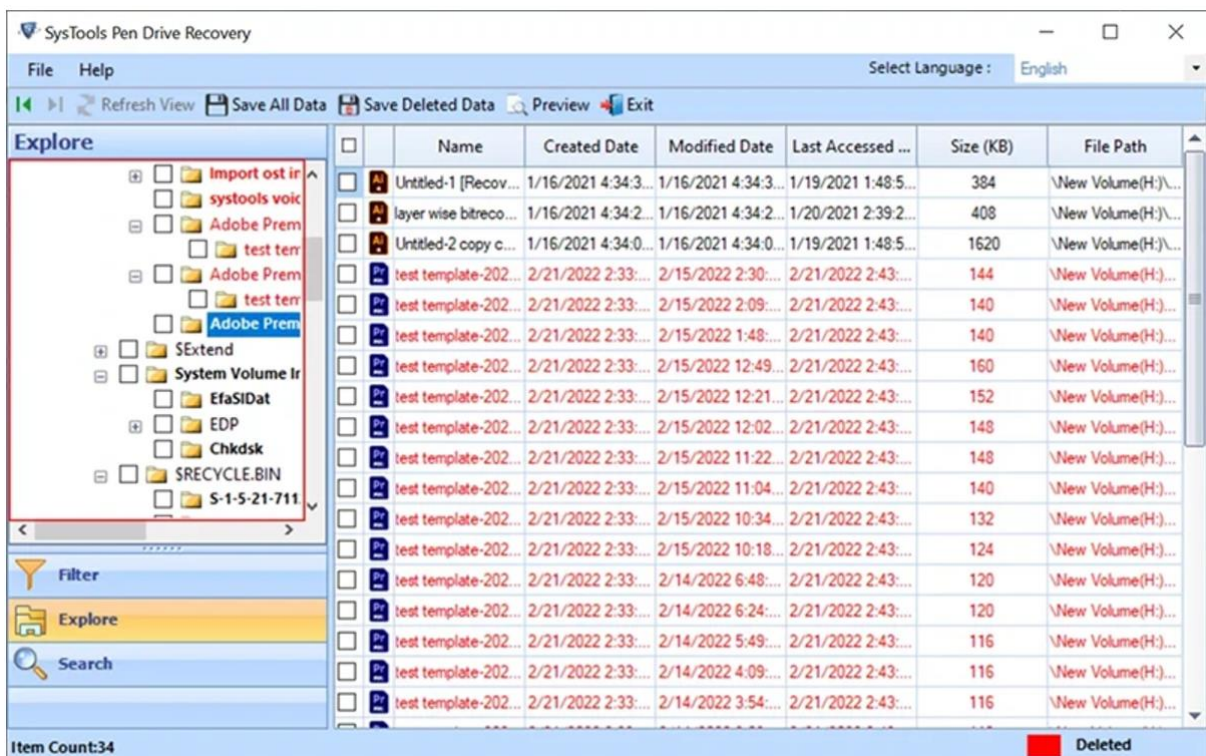 SysTools Pen Drive Recovery
File Help Select Language : English
Refresh View Save All Data Save Deleted Data Preview Exit
Explore
Import ost ir
systools voic
Adobe Prem
test tem
Adobe Prem
test tem
Adobe Prem
$Extend
System Volume Ir
EfaSIDat
EDP
Chkdsk
$RECYCLE.BIN
S-1-5-21-711
Filter
Explore
Search
Name Created Date Modified Date Last Accessed ... Size (KB) File Path
Untitled-1 [Recov... 1/16/2021 4:34:3... 1/16/2021 4:34:3... 1/19/2021 1:48:5... 384 \New Volume(H:)\...
layer wise bitreco... 1/16/2021 4:34:2... 1/16/2021 4:34:2... 1/20/2021 2:39:2... 408 \New Volume(H:)\...
Untitled-2 copy c... 1/16/2021 4:34:0... 1/16/2021 4:34:0... 1/19/2021 1:48:5... 1620 \New Volume(H:)\...
test template-202... 2/21/2022 2:33:... 2/15/2022 2:30:... 2/21/2022 2:43:... 144 \New Volume(H:)...
test template-202... 2/21/2022 2:33:... 2/15/2022 2:09:... 2/21/2022 2:43:... 140 \New Volume(H:)...
test template-202... 2/21/2022 2:33:... 2/15/2022 1:48:... 2/21/2022 2:43:... 140 \New Volume(H:)...
test template-202... 2/21/2022 2:33:... 2/15/2022 12:49... 2/21/2022 2:43:... 160 \New Volume(H:)...
test template-202... 2/21/2022 2:33:... 2/15/2022 12:21... 2/21/2022 2:43:... 152 \New Volume(H:)...
test template-202... 2/21/2022 2:33:... 2/15/2022 12:02... 2/21/2022 2:43:... 148 \New Volume(H:)...
test template-202... 2/21/2022 2:33:... 2/15/2022 11:22... 2/21/2022 2:43:... 148 \New Volume(H:)...
test template-202... 2/21/2022 2:33:... 2/15/2022 11:04... 2/21/2022 2:43:... 140 \New Volume(H:)...
test template-202... 2/21/2022 2:33:... 2/15/2022 10:34... 2/21/2022 2:43:... 132 \New Volume(H:)...
test template-202... 2/21/2022 2:33:... 2/15/2022 10:18... 2/21/2022 2:43:... 124 \New Volume(H:)...
test template-202... 2/21/2022 2:33:... 2/14/2022 6:48:... 2/21/2022 2:43:... 120 \New Volume(H:)...
test template-202... 2/21/2022 2:33:... 2/14/2022 6:24:... 2/21/2022 2:43:... 120 \New Volume(H:)...
test template-202... 2/21/2022 2:33:... 2/14/2022 5:49:... 2/21/2022 2:43:... 116 \New Volume(H:)...
test template-202... 2/21/2022 2:33:... 2/14/2022 4:09:... 2/21/2022 2:43:... 116 \New Volume(H:)...
test template-202... 2/21/2022 2:33:... 2/14/2022 3:54:... 2/21/2022 2:43:... 116 \New Volume(H:)...
Item Count:34 Deleted